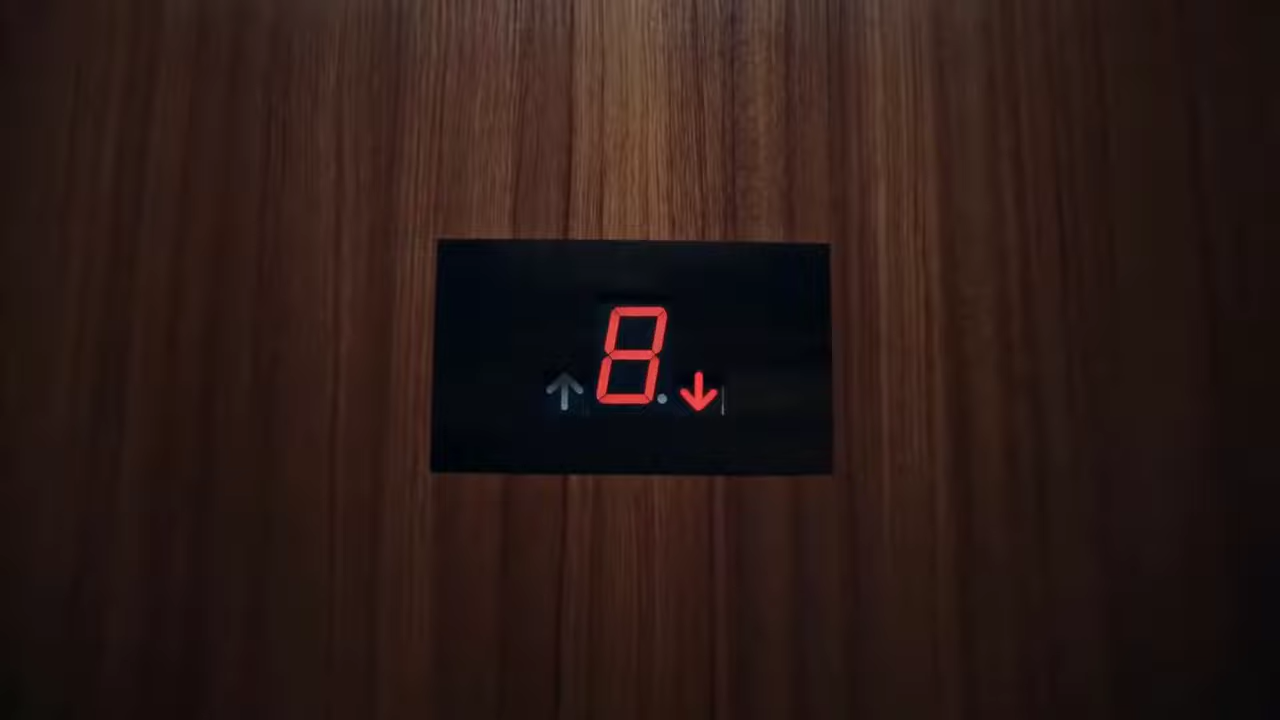 ↑ 8. ↓